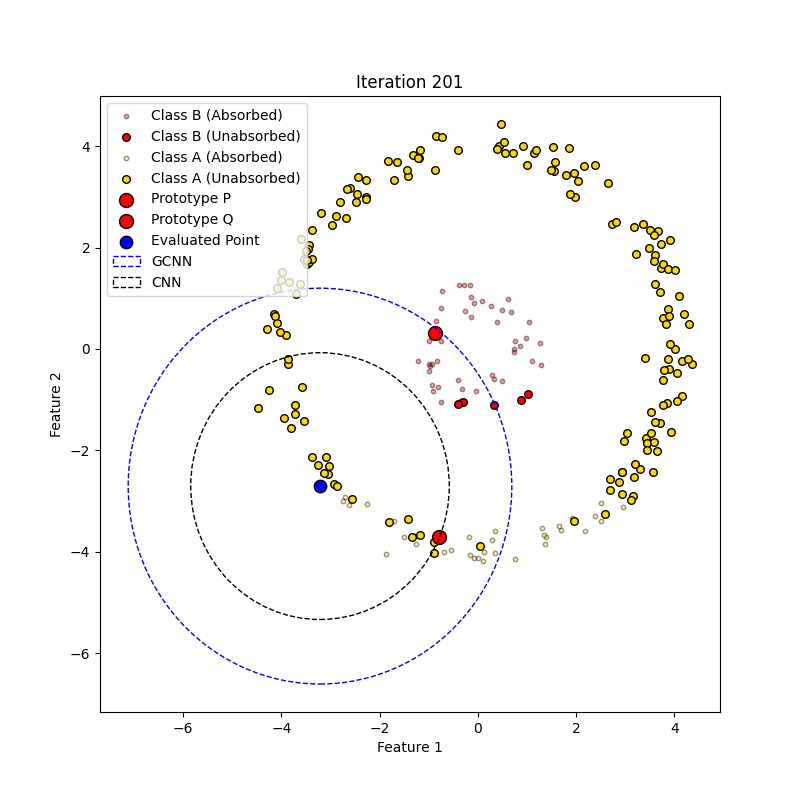 Iteration 201
Class B (Absorbed)
Class B (Unabsorbed)
Class A (Absorbed)
Class A (Unabsorbed)
Prototype P
Prototype Q
Evaluated Point
GCNN
CNN
4
2
0
−2
−4
−6
Feature 2
−6 −4 −2 0 2 4
Feature 1